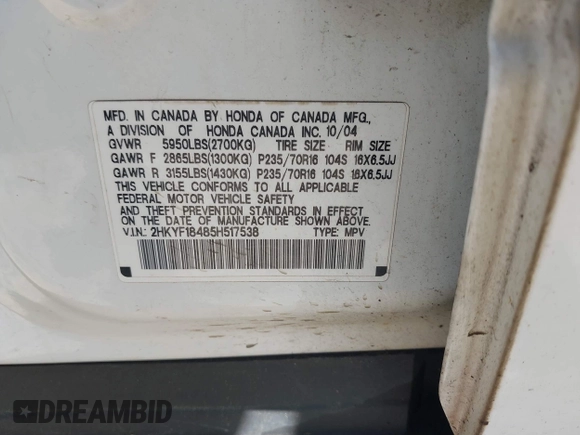 MFD. IN CANADA BY HONDA OF CANADA MFG.,
A DIVISION OF HONDA CANADA INC. 10/04
GVWR 5950LBS(2700KG) TIRE SIZE RIM SIZE
GAWR F 2865LBS(1300KG) P235/70R16 104S 16X6.5JJ
GAWR R 3155LBS(1430KG) P235/70R16 104S 16X6.5JJ
THIS VEHICLE CONFORMS TO ALL APPLICABLE
FEDERAL MOTOR VEHICLE SAFETY
AND THEFT PREVENTION STANDARDS IN EFFECT
ON THE DATE OF MANUFACTURE SHOWN ABOVE.
V.I.N.: 2HKYF18485H517538 TYPE: MPV
DREAMBID